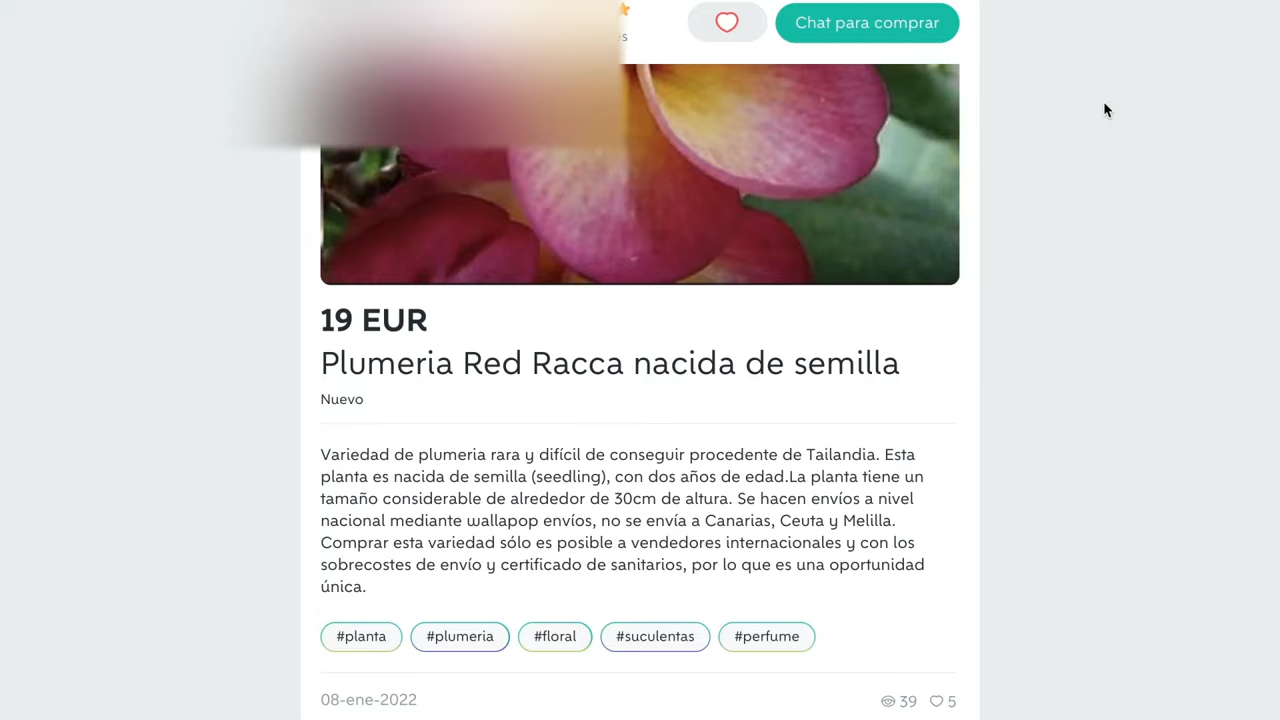 Chat para comprar
19 EUR
Plumeria Red Racca nacida de semilla
Nuevo
Variedad de plumeria rara y difícil de conseguir procedente de Tailandia. Esta
planta es nacida de semilla (seedling), con dos años de edad.La planta tiene un
tamaño considerable de alrededor de 30cm de altura. Se hacen envíos a nivel
nacional mediante wallapop envíos, no se envía a Canarias, Ceuta y Melilla.
Comprar esta variedad sólo es posible a vendedores internacionales y con los
sobrecostes de envío y certificado de sanitarios, por lo que es una oportunidad
única.
#planta #plumeria #floral #suculentas #perfume
08-ene-2022 39 5